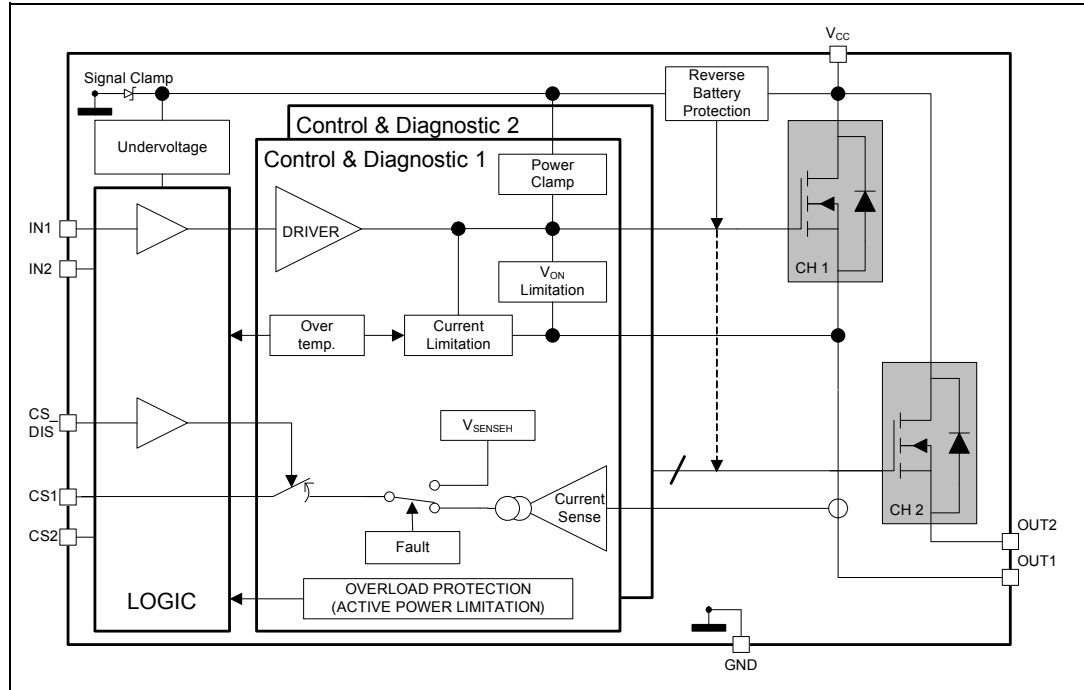 VCC
Signal Clamp
Reverse
Battery
Protection
Undervoltage
Control & Diagnostic 2
Control & Diagnostic 1
Power
Clamp
IN1
DRIVER
IN2
VON
Limitation
CH 1
Over
temp.
Current
Limitation
CS_
DIS
VSENSEH
CS1
Current
Sense
CS2
Fault
CH 2
OUT2
OUT1
LOGIC
OVERLOAD PROTECTION
(ACTIVE POWER LIMITATION)
GND